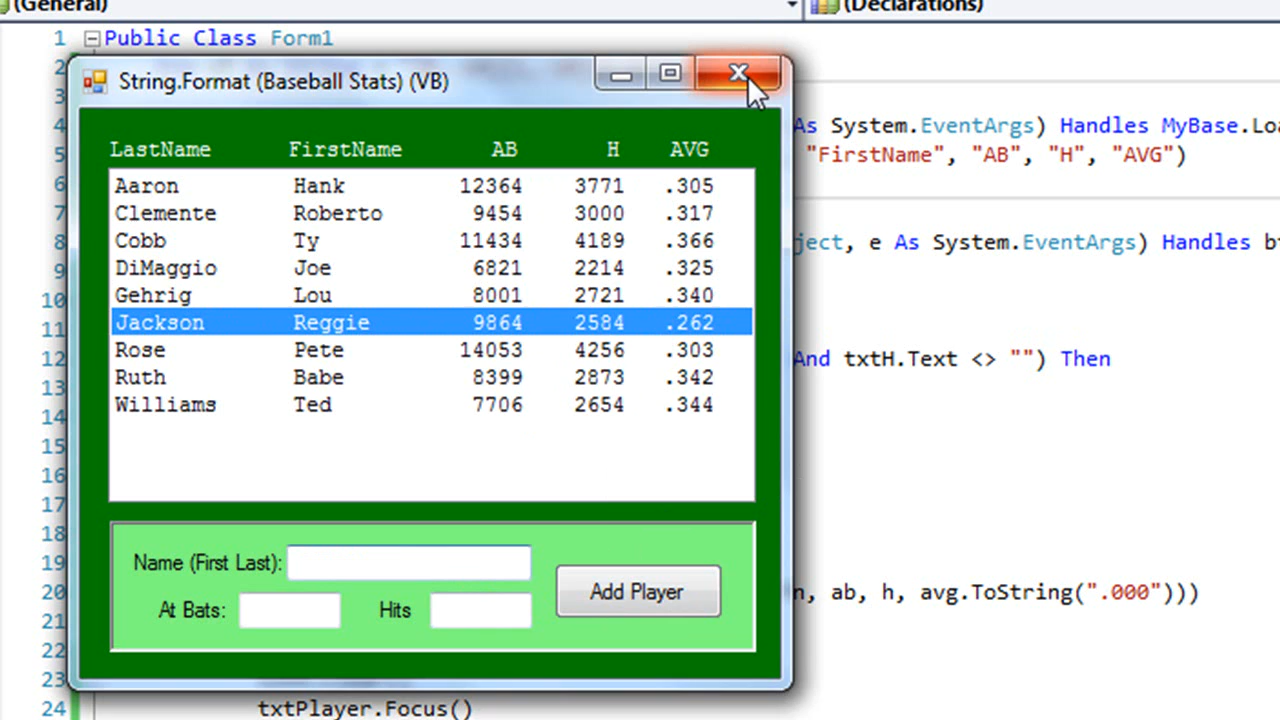 (General) (Declarations)
1 Public Class Form1
2
String.Format (Baseball Stats) (VB)
3
4 As System.EventArgs) Handles MyBase.Loa
5 "FirstName", "AB", "H", "AVG")
6
7
8 ject, e As System.EventArgs) Handles bt
9
10
11
12 And txtH.Text <> "") Then
13
14
15
16
17
18
19
20 n, ab, h, avg.ToString(".000")))
21
22
23
24 txtPlayer.Focus()
LastName FirstName AB H AVG
Aaron Hank 12364 3771 .305
Clemente Roberto 9454 3000 .317
Cobb Ty 11434 4189 .366
DiMaggio Joe 6821 2214 .325
Gehrig Lou 8001 2721 .340
Jackson Reggie 9864 2584 .262
Rose Pete 14053 4256 .303
Ruth Babe 8399 2873 .342
Williams Ted 7706 2654 .344
Name (First Last):
At Bats: Hits
Add Player